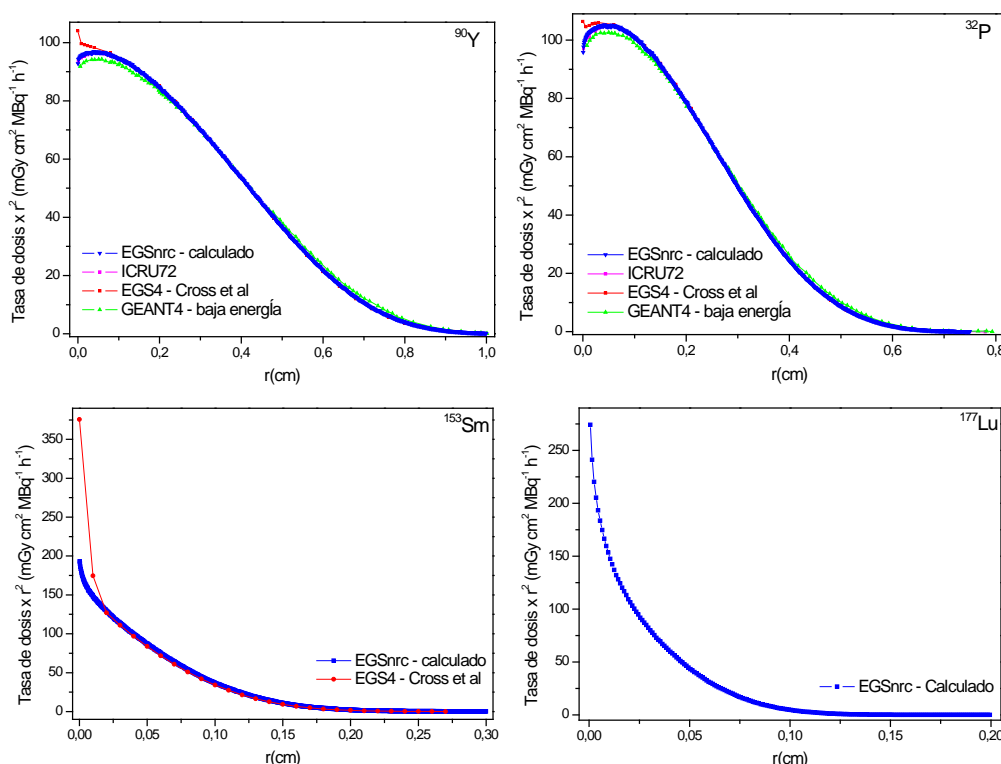 ⁹⁰Y
Tasa de dosis x r² (mGy cm² MBq⁻¹ h⁻¹)
100
80
60
40
20
0
EGSnrc - calculado
ICRU72
EGS4 - Cross et al
GEANT4 - baja energÍa
0,0 0,2 0,4 0,6 0,8 1,0
r(cm)
³²P
Tasa de dosis x r² (mGy cm² MBq⁻¹ h⁻¹)
100
80
60
40
20
0
EGSnrc - calculado
ICRU72
EGS4 - Cross et al
GEANT4 - baja energÍa
0,0 0,2 0,4 0,6 0,8
r(cm)
¹⁵³Sm
Tasa de dosis x r² (mGy cm² MBq⁻¹ h⁻¹)
350
300
250
200
150
100
50
0
EGSnrc - calculado
EGS4 - Cross et al
0,00 0,05 0,10 0,15 0,20 0,25 0,30
r(cm)
¹⁷⁷Lu
Tasa de dosis x r² (mGy cm² MBq⁻¹ h⁻¹)
250
200
150
100
50
0
EGSnrc - Calculado
0,00 0,05 0,10 0,15 0,20
r(cm)